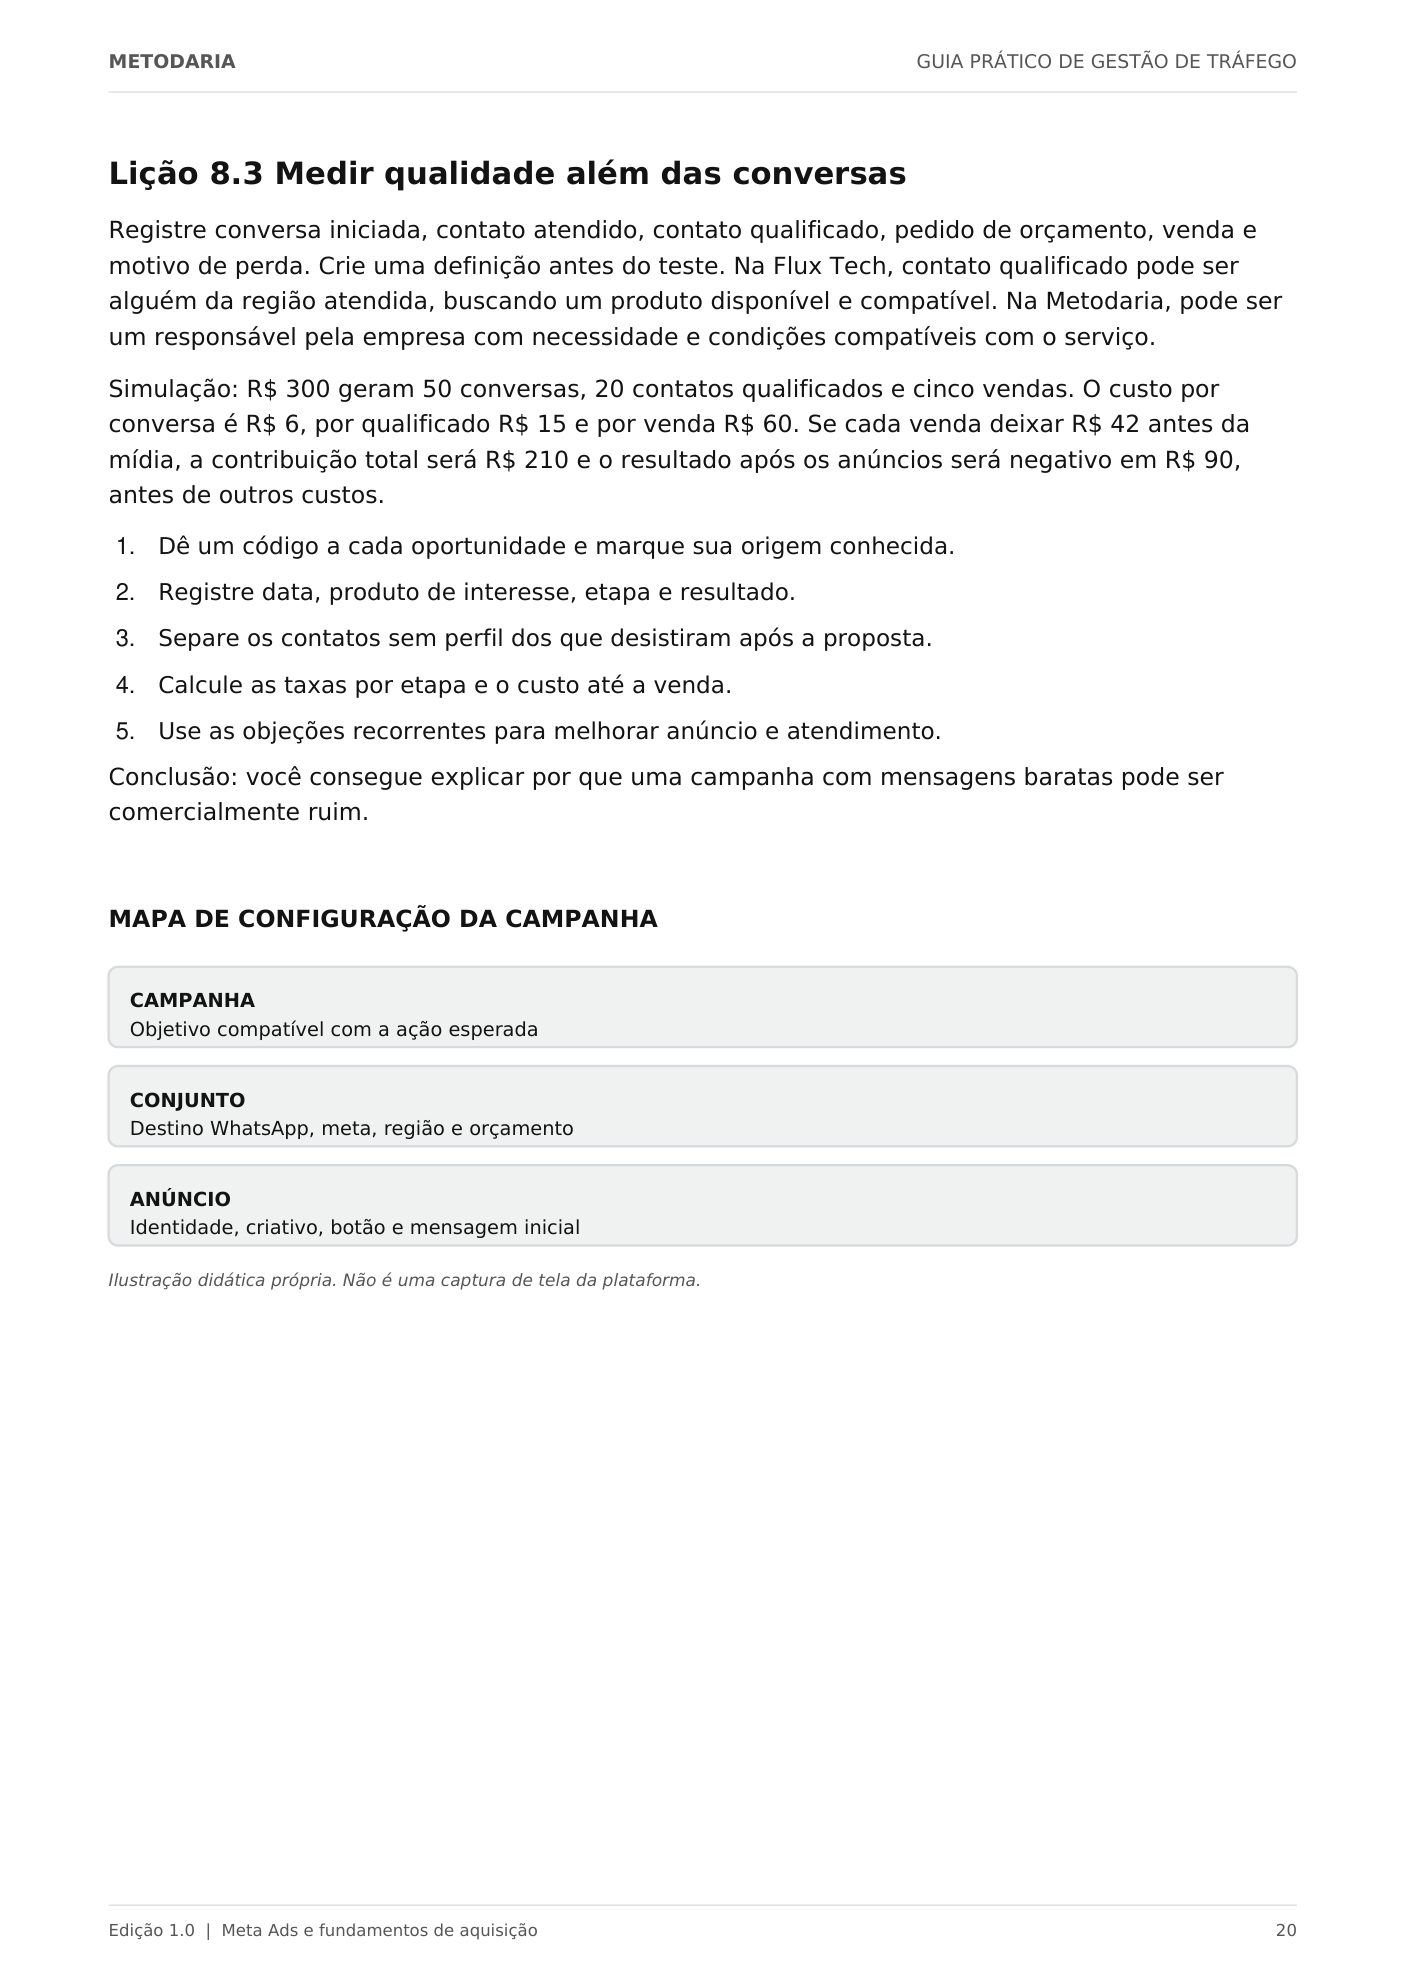 METODARIA
GUIA PRÁTICO DE GESTÃO DE TRÁFEGO
Lição 8.3 Medir qualidade além das conversas
Registre conversa iniciada, contato atendido, contato qualificado, pedido de orçamento, venda e
motivo de perda. Crie uma definição antes do teste. Na Flux Tech, contato qualificado pode ser
alguém da região atendida, buscando um produto disponível e compatível. Na Metodaria, pode ser
um responsável pela empresa com necessidade e condições compatíveis com o serviço.
Simulação: R$ 300 geram 50 conversas, 20 contatos qualificados e cinco vendas. O custo por
conversa é R$ 6, por qualificado R$ 15 e por venda R$ 60. Se cada venda deixar R$ 42 antes da
mídia, a contribuição total será R$ 210 e o resultado após os anúncios será negativo em R$ 90,
antes de outros custos.
1. Dê um código a cada oportunidade e marque sua origem conhecida.
2. Registre data, produto de interesse, etapa e resultado.
3. Separe os contatos sem perfil dos que desistiram após a proposta.
4. Calcule as taxas por etapa e o custo até a venda.
5. Use as objeções recorrentes para melhorar anúncio e atendimento.
Conclusão: você consegue explicar por que uma campanha com mensagens baratas pode ser
comercialmente ruim.
MAPA DE CONFIGURAÇÃO DA CAMPANHA
CAMPANHA
Objetivo compatível com a ação esperada
CONJUNTO
Destino WhatsApp, meta, região e orçamento
ANÚNCIO
Identidade, criativo, botão e mensagem inicial
Ilustração didática própria. Não é uma captura de tela da plataforma.
Edição 1.0 | Meta Ads e fundamentos de aquisição
20